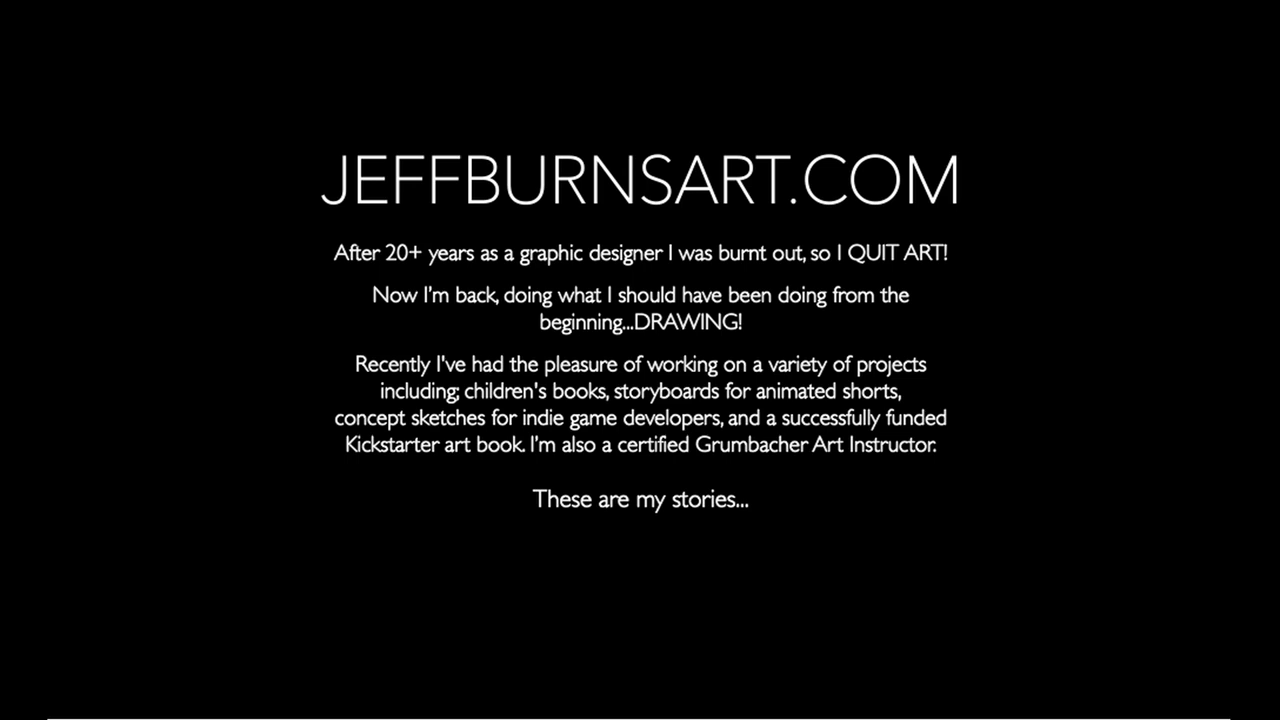 JEFFBURNSART.COM
After 20+ years as a graphic designer I was burnt out, so I QUIT ART!
Now I'm back, doing what I should have been doing from the
beginning...DRAWING!
Recently I've had the pleasure of working on a variety of projects
including; children's books, storyboards for animated shorts,
concept sketches for indie game developers, and a successfully funded
Kickstarter art book. I'm also a certified Grumbacher Art Instructor.
These are my stories...